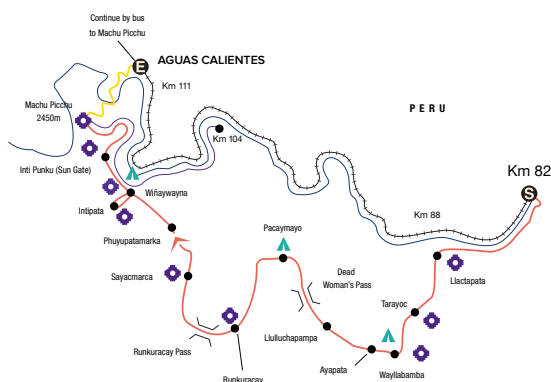 Continue by bus
to Machu Picchu
E
AGUAS CALIENTES
Km 111
Machu Picchu
2450m
PERU
Km 104
Inti Punku (Sun Gate)
Km 82
S
Wiñaywayna
Intipata
Km 88
Phuyupatamarka
Pacaymayo
Dead
Woman's Pass
Llactapata
Sayacmarca
Tarayoc
Llulluchapampa
Runkuracay Pass
Ayapata
Wayllabamba
Runkuracay